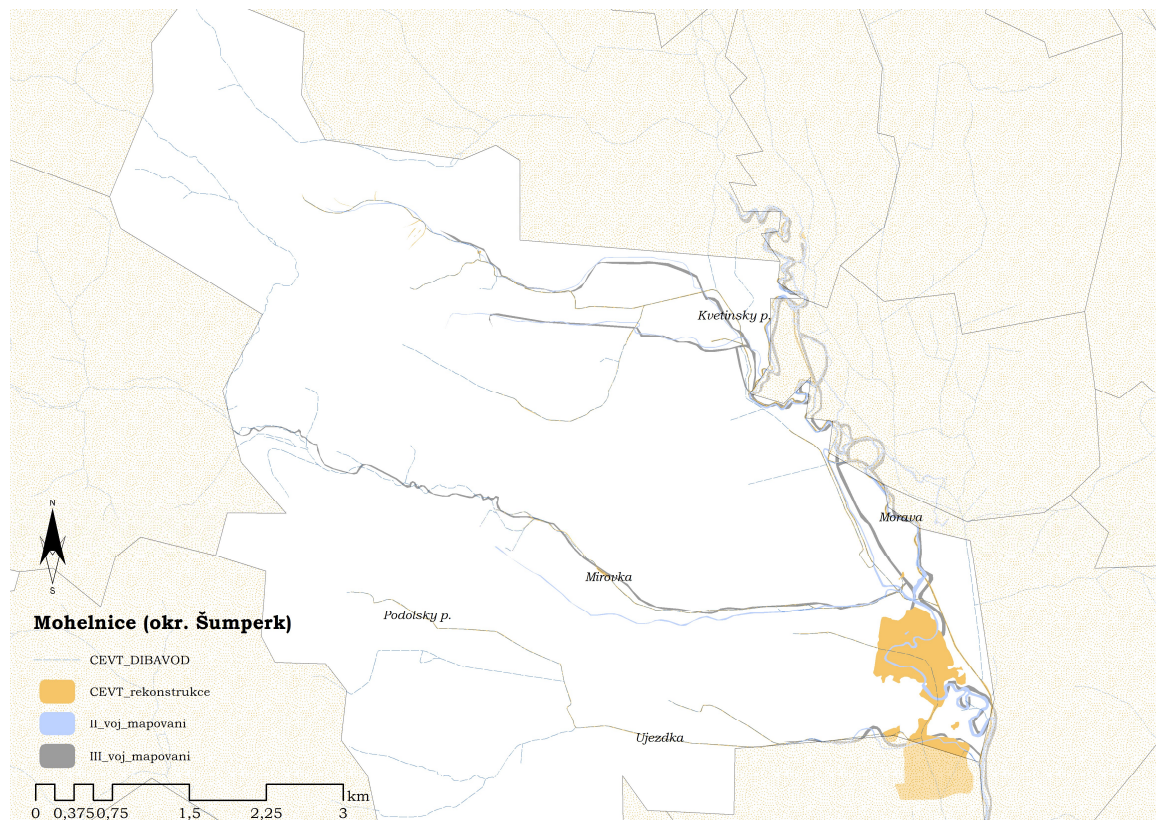 Kvetinsky p.
Morava
N
S
Mirovka
Podolsky p.
Mohelnice (okr. Šumperk)
CEVT_DIBAVOD
CEVT_rekonstrukce
Ujezdka
II_voj_mapovani
III_voj_mapovani
km
0 0,375 0,75 1,5 2,25 3